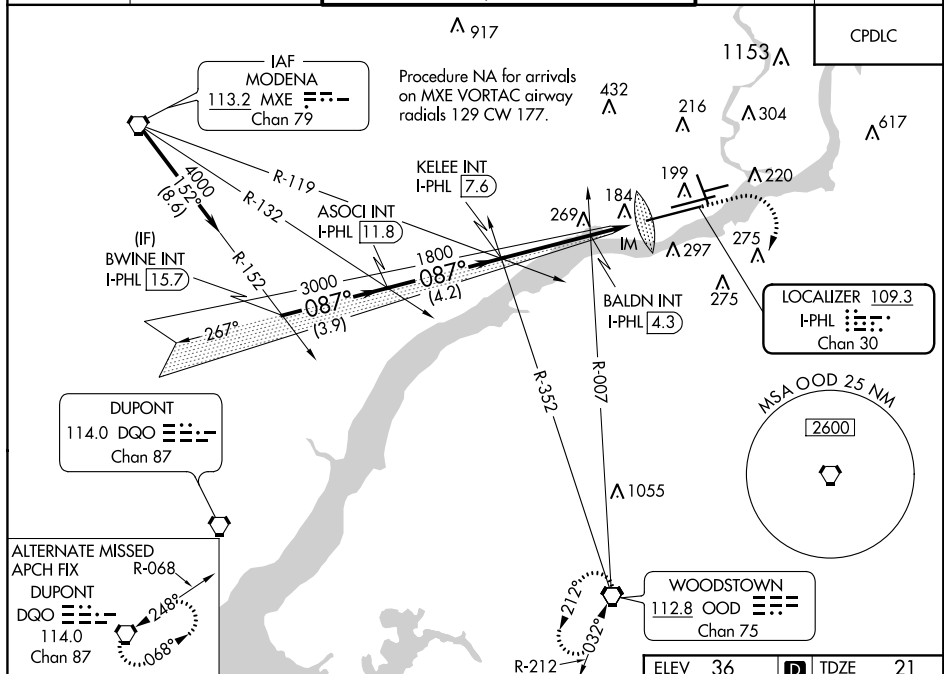 917
CPDLC
1153
IAF
MODENA
113.2 MXE
Chan 79
Procedure NA for arrivals
on MXE VORTAC airway
radials 129 CW 177.
432
216
304
617
4000
152°
(8.6)
R-119
R-132
R-152
KELEE INT
I-PHL 7.6
ASOCI INT
I-PHL 11.8
199
220
184
269
IM
297
275
275
(IF)
BWINE INT
I-PHL 15.7
3000
1800
087°
087°
(3.9)
(4.2)
267°
BALDN INT
I-PHL 4.3
LOCALIZER 109.3
I-PHL
Chan 30
R-352
R-007
MSA OOD 25 NM
2600
DUPONT
114.0 DQO
Chan 87
1055
ALTERNATE MISSED
APCH FIX
DUPONT
DQO
114.0
Chan 87
R-068
248°
068°
212°
032°
R-212
WOODSTOWN
112.8 OOD
Chan 75
ELEV 36
D
TDZE 21